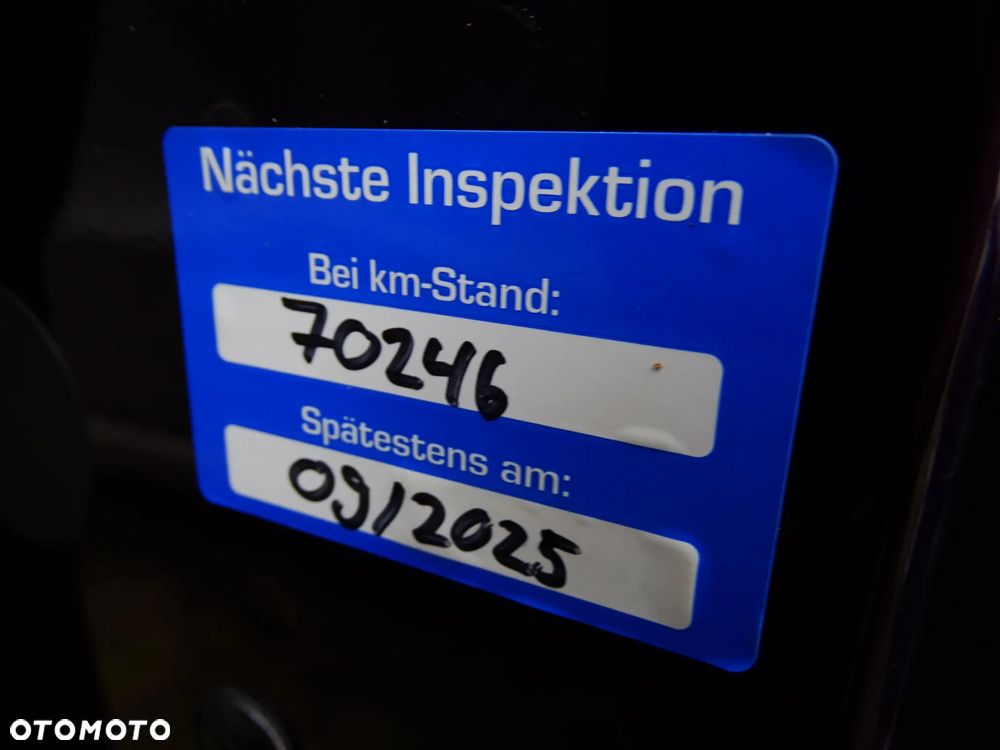 Nächste Inspektion
Bei km-Stand:
70246
Spätestens am:
09/2025
OTOMOTO